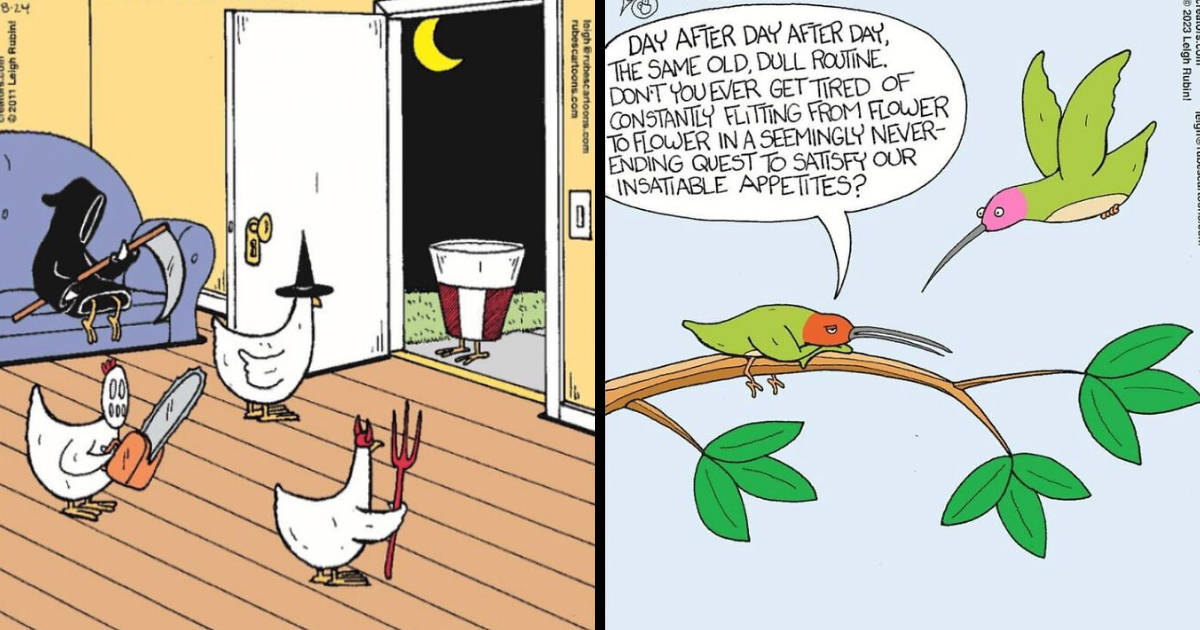 8-24
© 2011 Leigh Rubin!
leigh@rubescartoons.com
rubescartoons.com
DAY AFTER DAY AFTER DAY,
THE SAME OLD, DULL ROUTINE.
DON'T YOU EVER GET TIRED OF
CONSTANTLY FLITTING FROM FLOWER
TO FLOWER IN A SEEMINGLY NEVER-
ENDING QUEST TO SATISFY OUR
INSATIABLE APPETITES?
© 2023 Leigh Rubin!